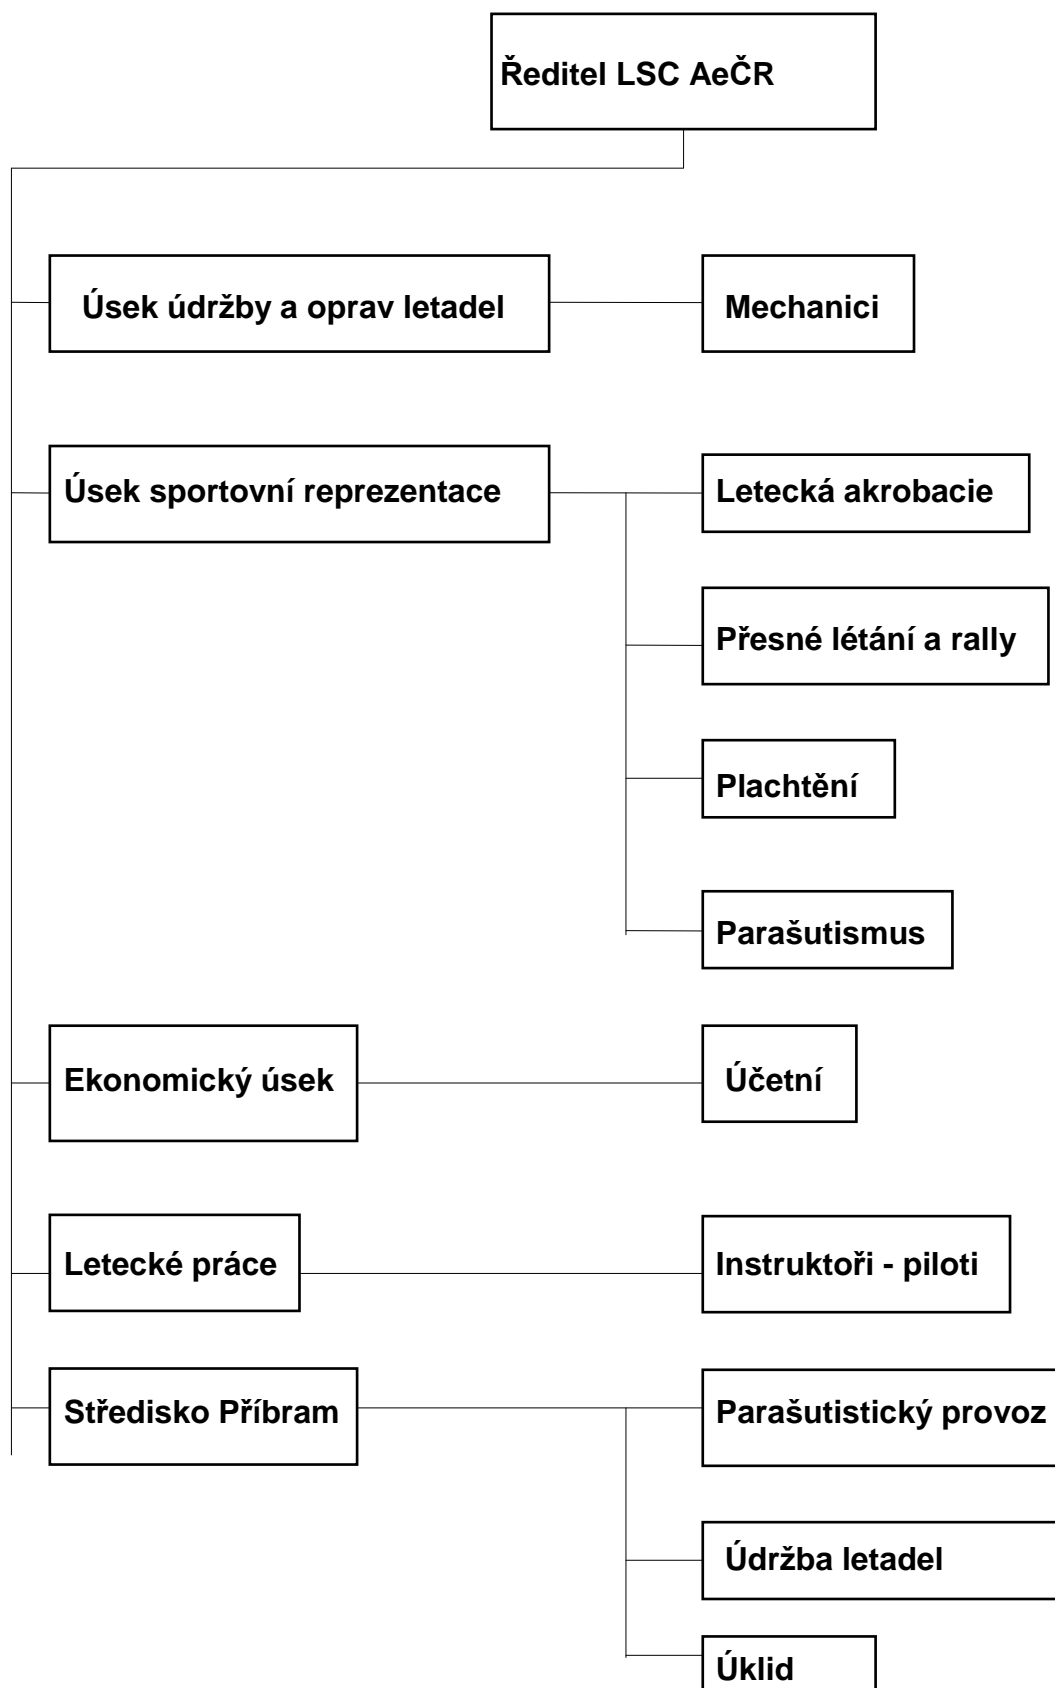 Ředitel LSC AeČR
Úsek údržby a oprav letadel
Mechanici
Úsek sportovní reprezentace
Letecká akrobacie
Přesné létání a rally
Plachtění
Parašutismus
Ekonomický úsek
Účetní
Letecké práce
Instruktoři - piloti
Středisko Příbram
Parašutistický provoz
Údržba letadel
Úklid